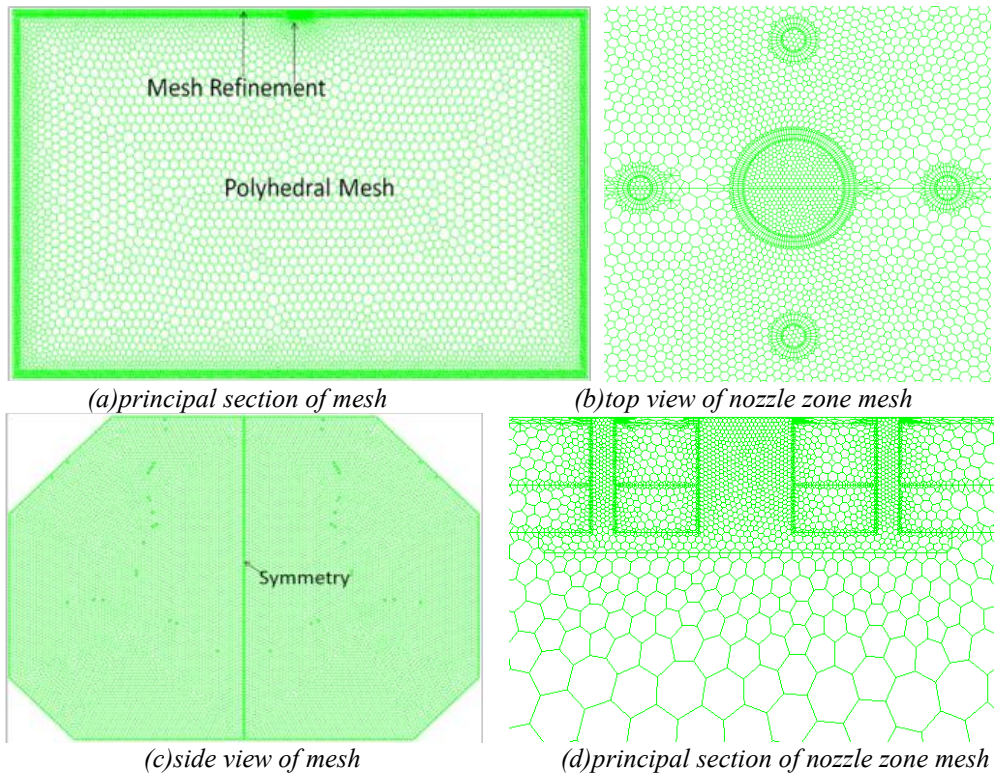 Mesh Refinement
Polyhedral Mesh
(a)principal section of mesh
(b)top view of nozzle zone mesh
Symmetry
(c)side view of mesh
(d)principal section of nozzle zone mesh